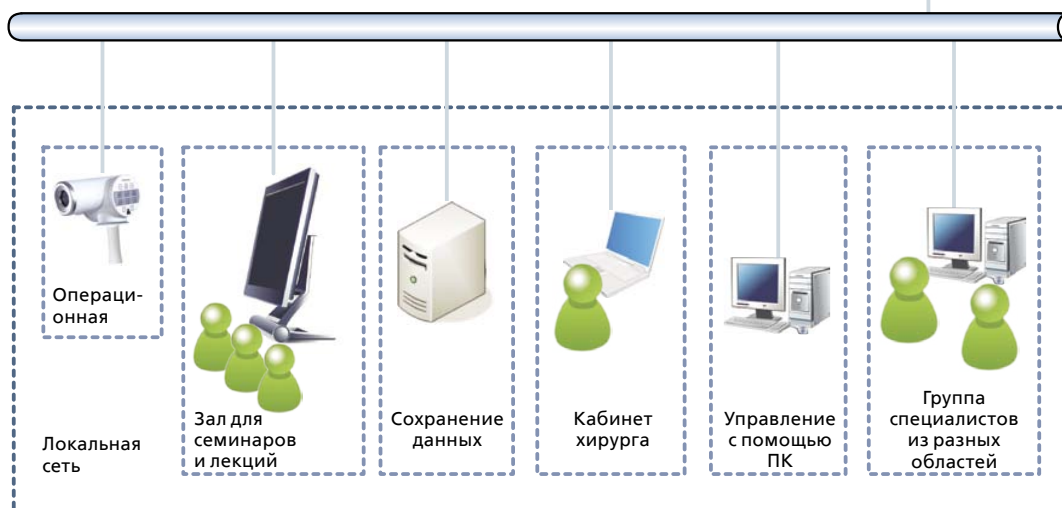 Операци-
онная
Локальная
сеть
Зал для
семинаров
и лекций
Сохранение
данных
Кабинет
хирурга
Управление
с помощью
ПК
Группа
специалистов
из разных
областей